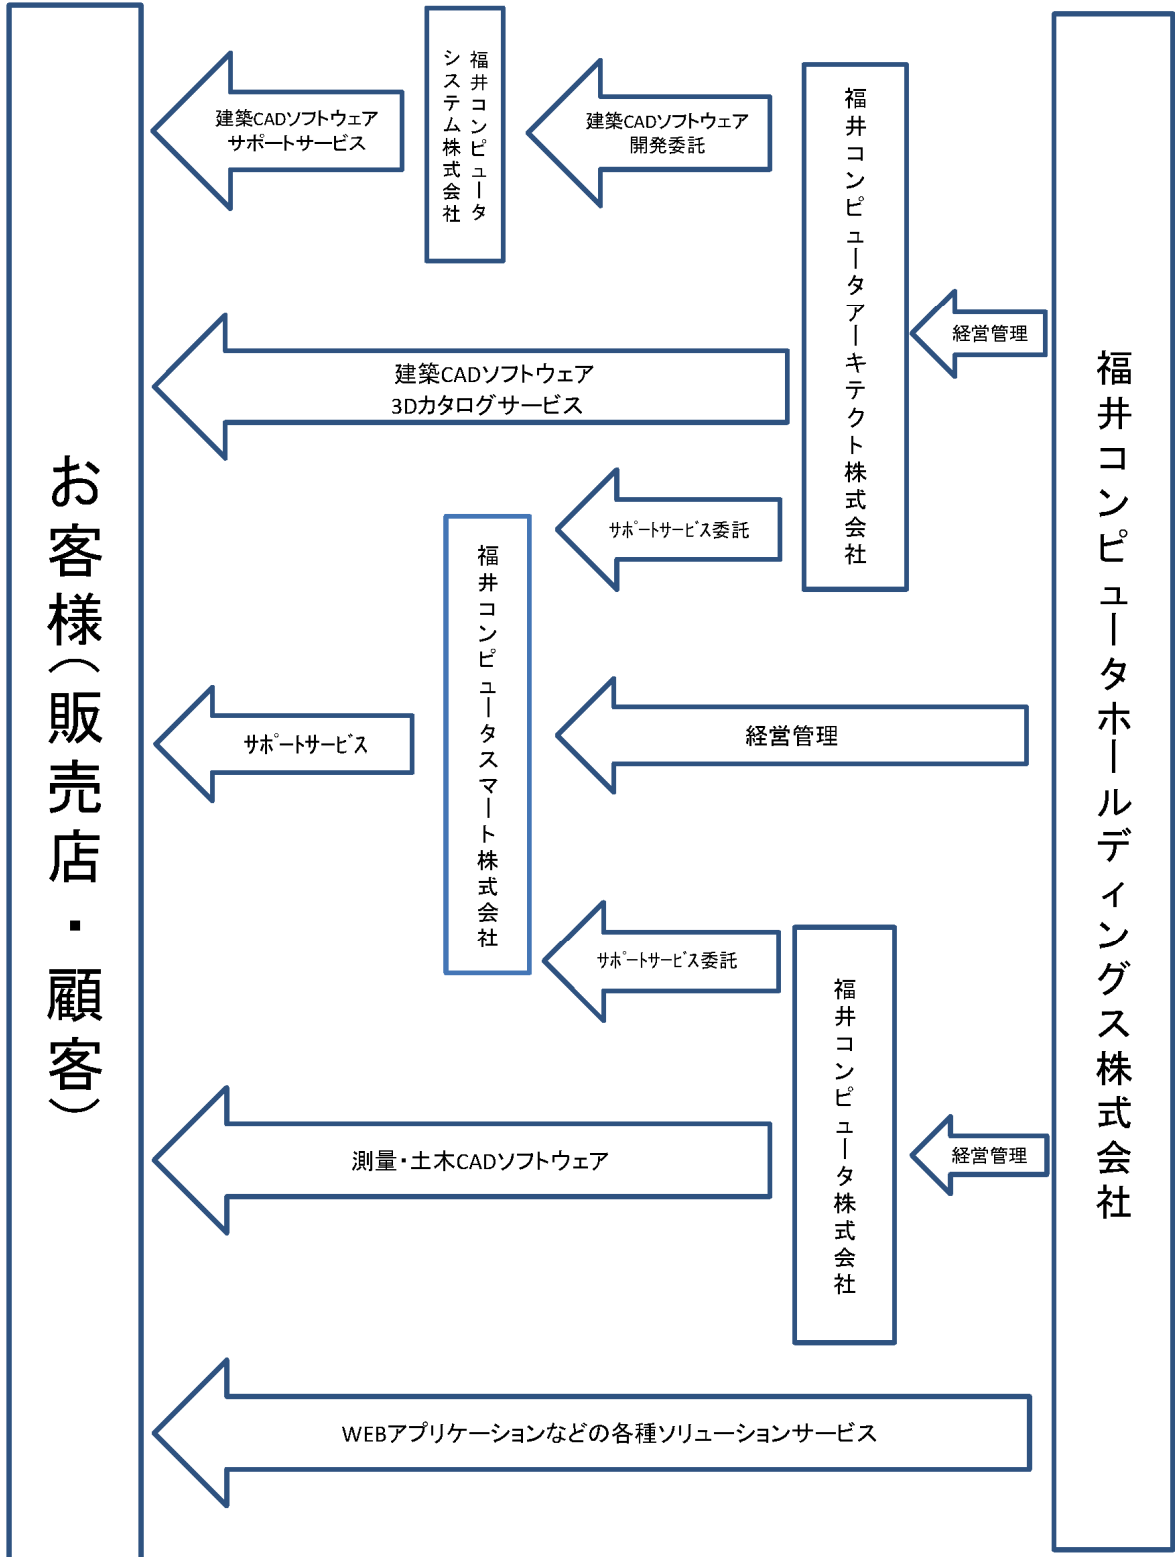 お客様(販売店・顧客)
建築CADソフトウェア
サポートサービス
福井コンピュータ
システム株式会社
建築CADソフトウェア
開発委託
福井コンピュータアーキテクト株式会社
経営管理
福井コンピュータホールディングス株式会社
建築CADソフトウェア
3Dカタログサービス
サポートサービス委託
福井コンピュータスマート株式会社
サポートサービス
経営管理
サポートサービス委託
福井コンピュータ株式会社
測量・土木CADソフトウェア
経営管理
WEBアプリケーションなどの各種ソリューションサービス